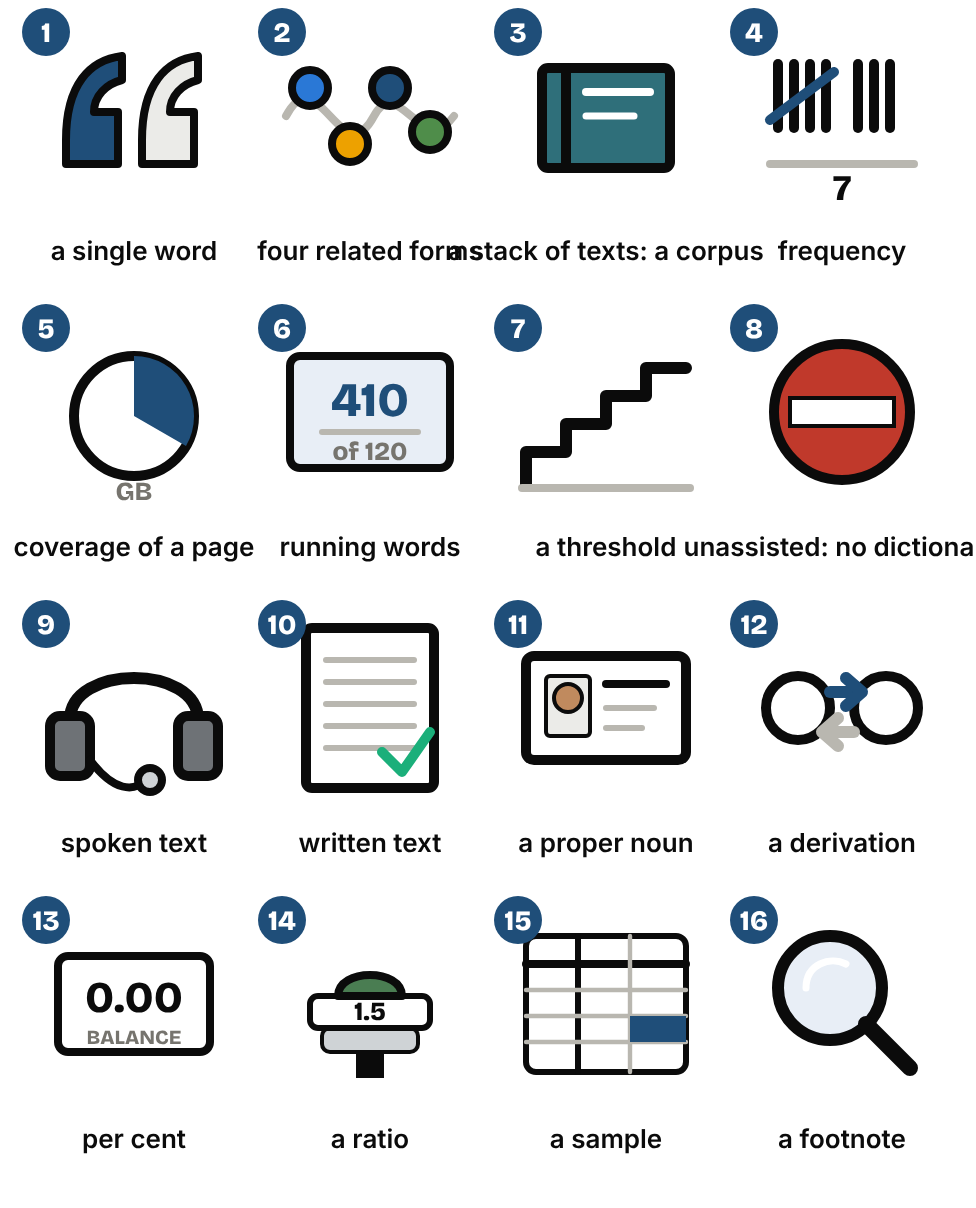 1 2 3 4
7
a single word four related forms a stack of texts: a corpus frequency
5 6 7 8
410
of 120
GB
coverage of a page running words a threshold unassisted: no dictiona
9 10 11 12
spoken text written text a proper noun a derivation
13 14 15 16
0.00 1.5
BALANCE
per cent a ratio a sample a footnote